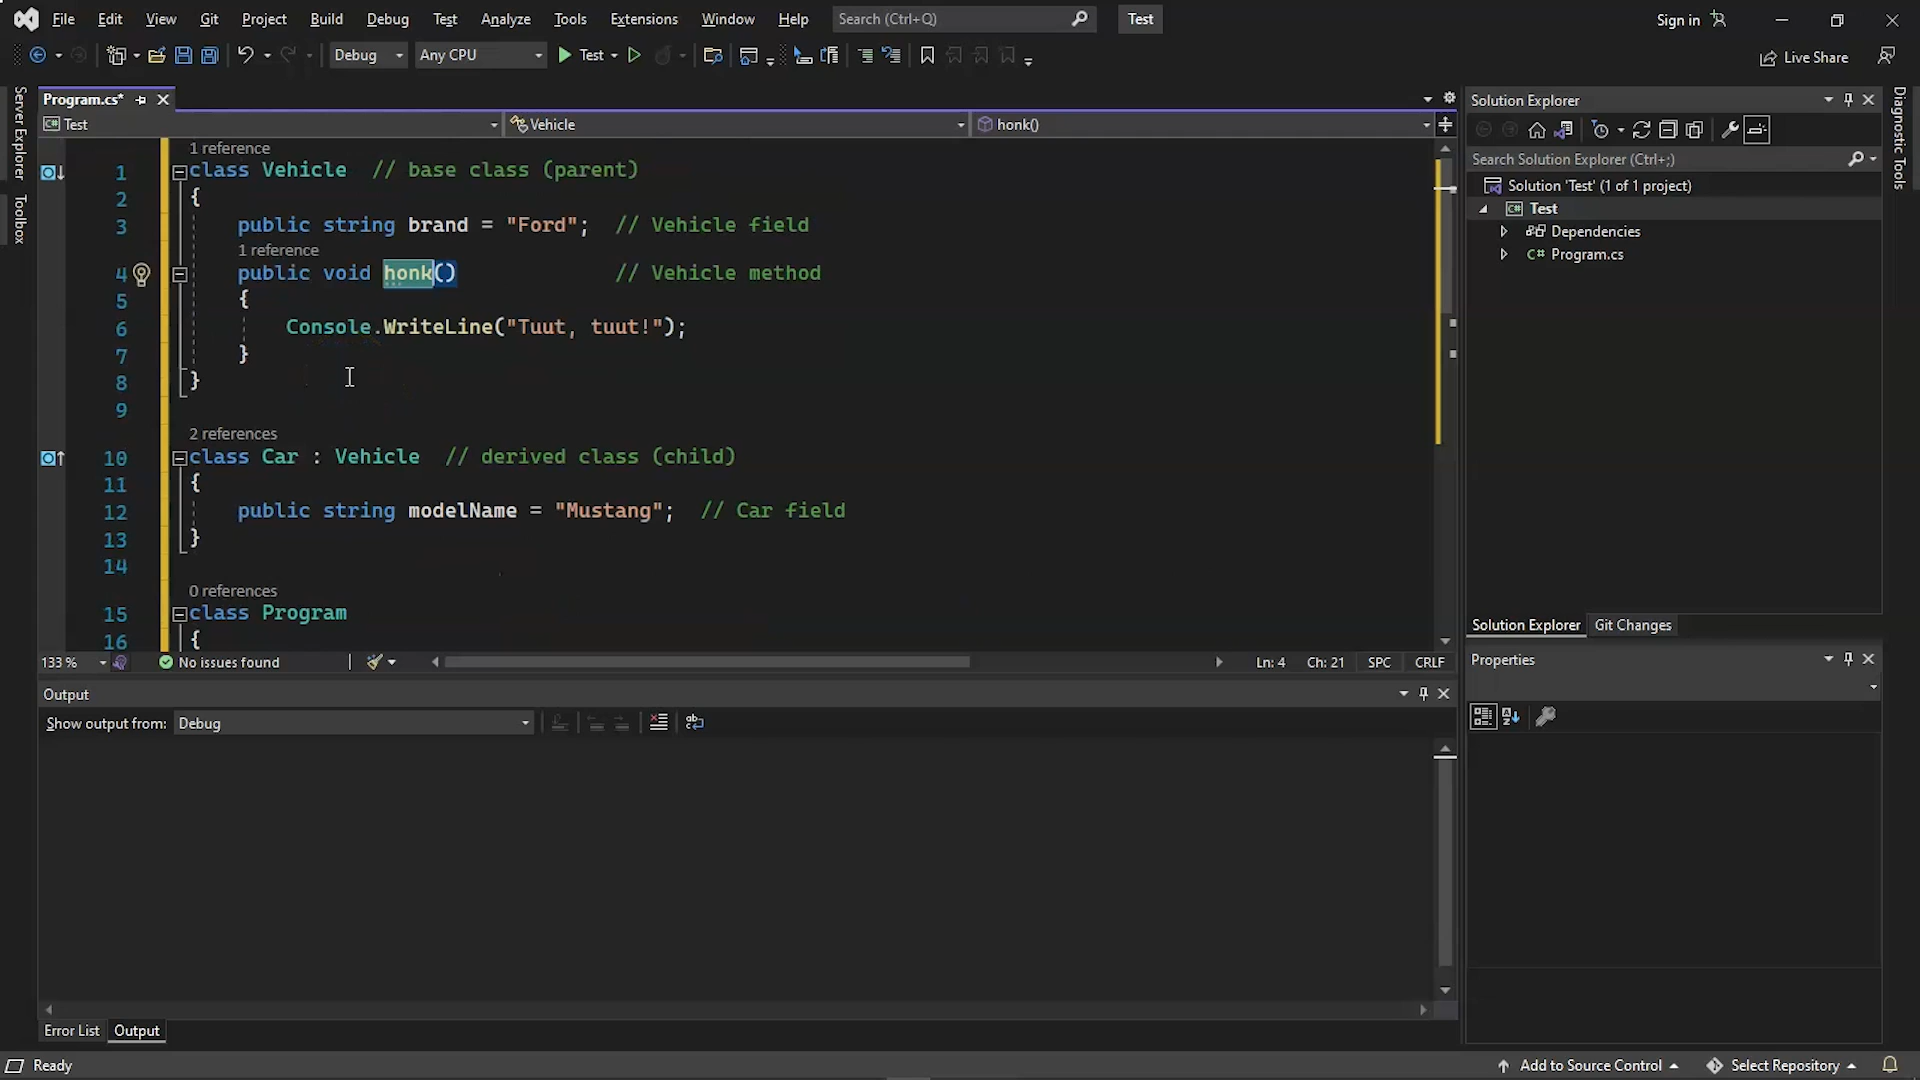 File Edit View Git Project Build Debug Test Analyze Tools Extensions Window Help Search (Ctrl+Q) Test Sign in
Debug Any CPU Test Live Share
Server Explorer
Toolbox
Program.cs*
Test Vehicle honk()
1 reference
1 class Vehicle // base class (parent)
2 {
3 public string brand = "Ford"; // Vehicle field
1 reference
4 public void honk() // Vehicle method
5 {
6 Console.WriteLine("Tuut, tuut!");
7 }
8 }
9
2 references
10 class Car : Vehicle // derived class (child)
11 {
12 public string modelName = "Mustang"; // Car field
13 }
14
0 references
15 class Program
16 {
133 % No issues found Ln: 4 Ch: 21 SPC CRLF
Output
Show output from: Debug
Error List Output
Solution Explorer
Search Solution Explorer (Ctrl+;)
Solution 'Test' (1 of 1 project)
Test
Dependencies
C# Program.cs
Solution Explorer Git Changes
Properties
Diagnostic Tools
Ready Add to Source Control Select Repository